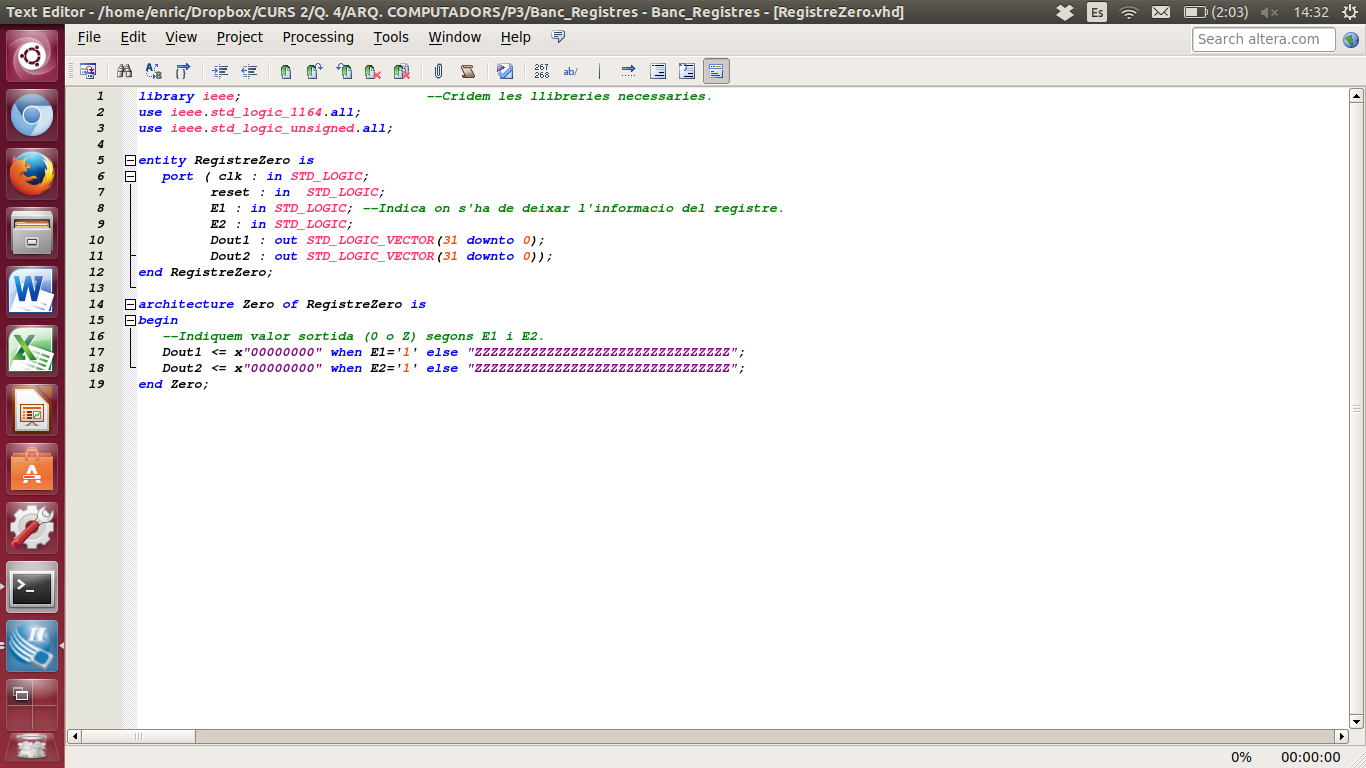 Text Editor - /home/enric/Dropbox/CURS 2/Q. 4/ARQ. COMPUTADORS/P3/Banc_Registres - Banc_Registres - [RegistreZero.vhd]
Es (2:03) 14:32
File Edit View Project Processing Tools Window Help Search altera.com
267
268 ab/
1 library ieee; --Cridem les llibreries necessaries.
2 use ieee.std_logic_1164.all;
3 use ieee.std_logic_unsigned.all;
4
5 entity RegistreZero is
6 port ( clk : in STD_LOGIC;
7 reset : in  STD_LOGIC;
8 E1 : in STD_LOGIC; --Indica on s'ha de deixar l'informacio del registre.
9 E2 : in STD_LOGIC;
10 Dout1 : out STD_LOGIC_VECTOR(31 downto 0);
11 Dout2 : out STD_LOGIC_VECTOR(31 downto 0));
12 end RegistreZero;
13
14 architecture Zero of RegistreZero is
15 begin
16 --Indiquem valor sortida (0 o Z) segons E1 i E2.
17 Dout1 <= x"00000000" when E1='1' else "ZZZZZZZZZZZZZZZZZZZZZZZZZZZZZZZZ";
18 Dout2 <= x"00000000" when E2='1' else "ZZZZZZZZZZZZZZZZZZZZZZZZZZZZZZZZ";
19 end Zero;
0% 00:00:00